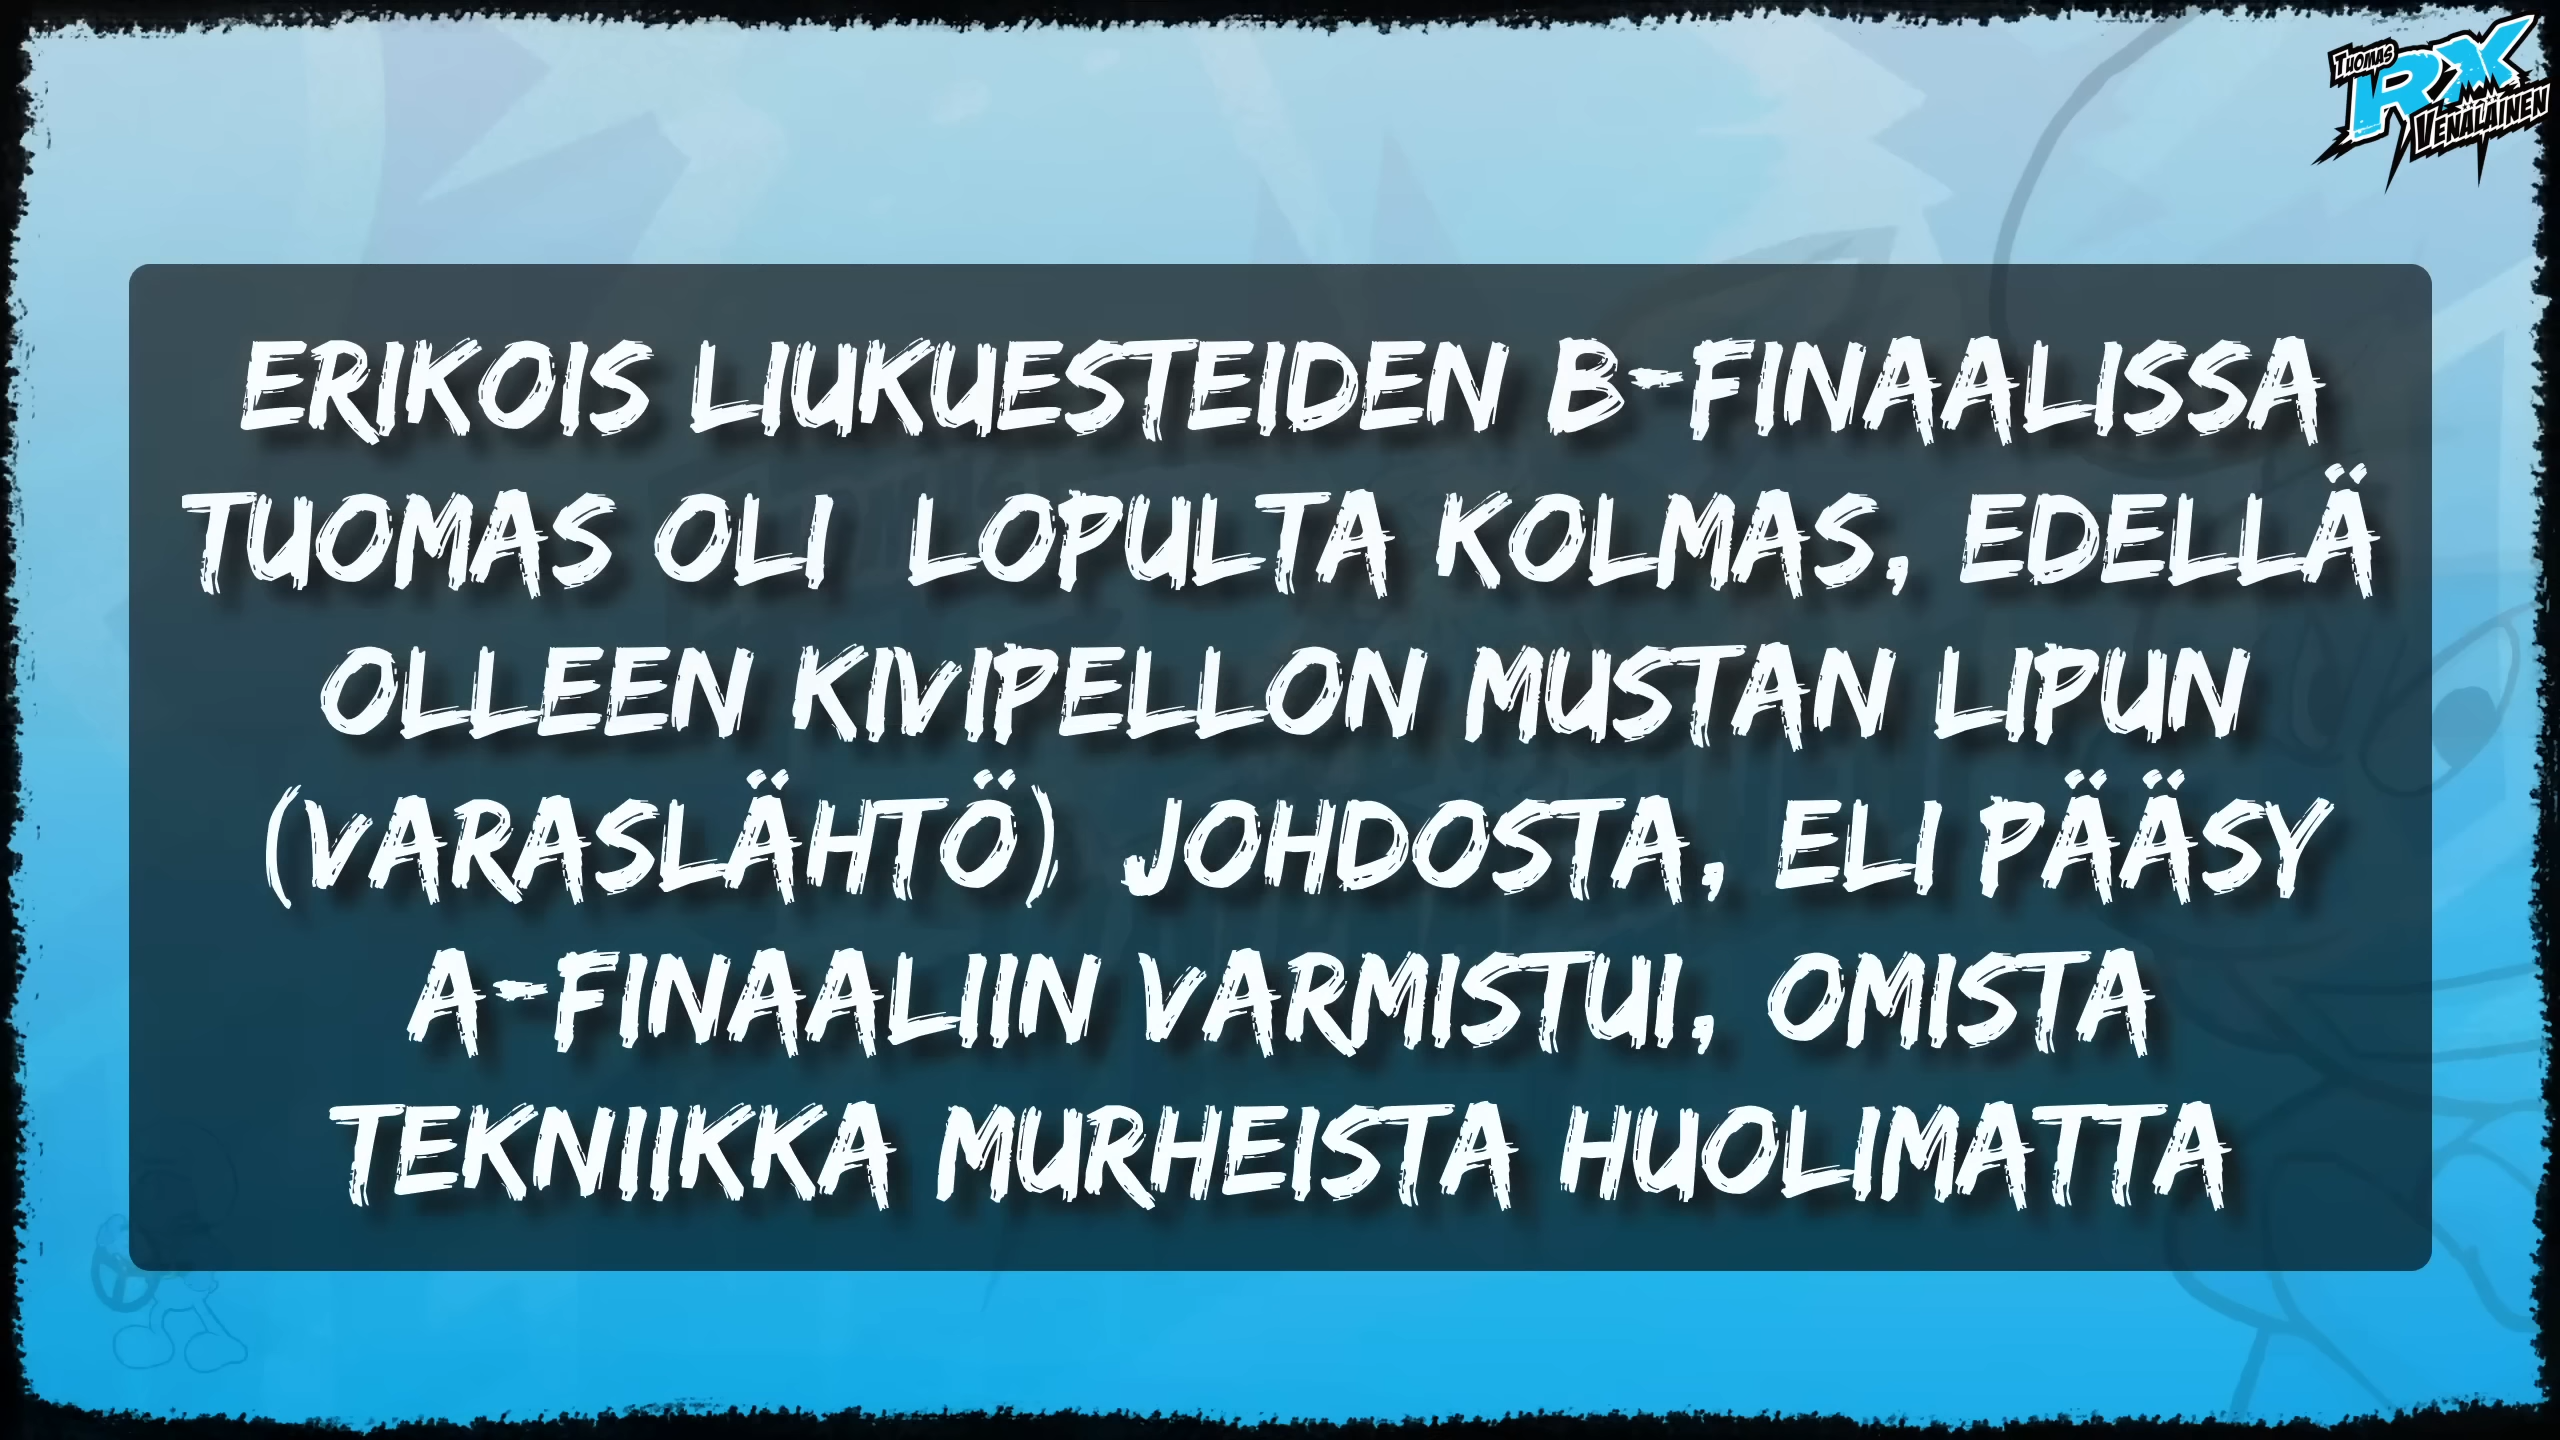 TUOMAS
RX
VENÄLÄINEN
ERIKOIS LIUKUESTEIDEN B-FINAALISSA
TUOMAS OLI LOPULTA KOLMAS, EDELLÄ
OLLEEN KIVIPELLON MUSTAN LIPUN
(VARASLÄHTÖ) JOHDOSTA, ELI PÄÄSY
A-FINAALIIN VARMISTUI, OMISTA
TEKNIIKKA MURHEISTA HUOLIMATTA